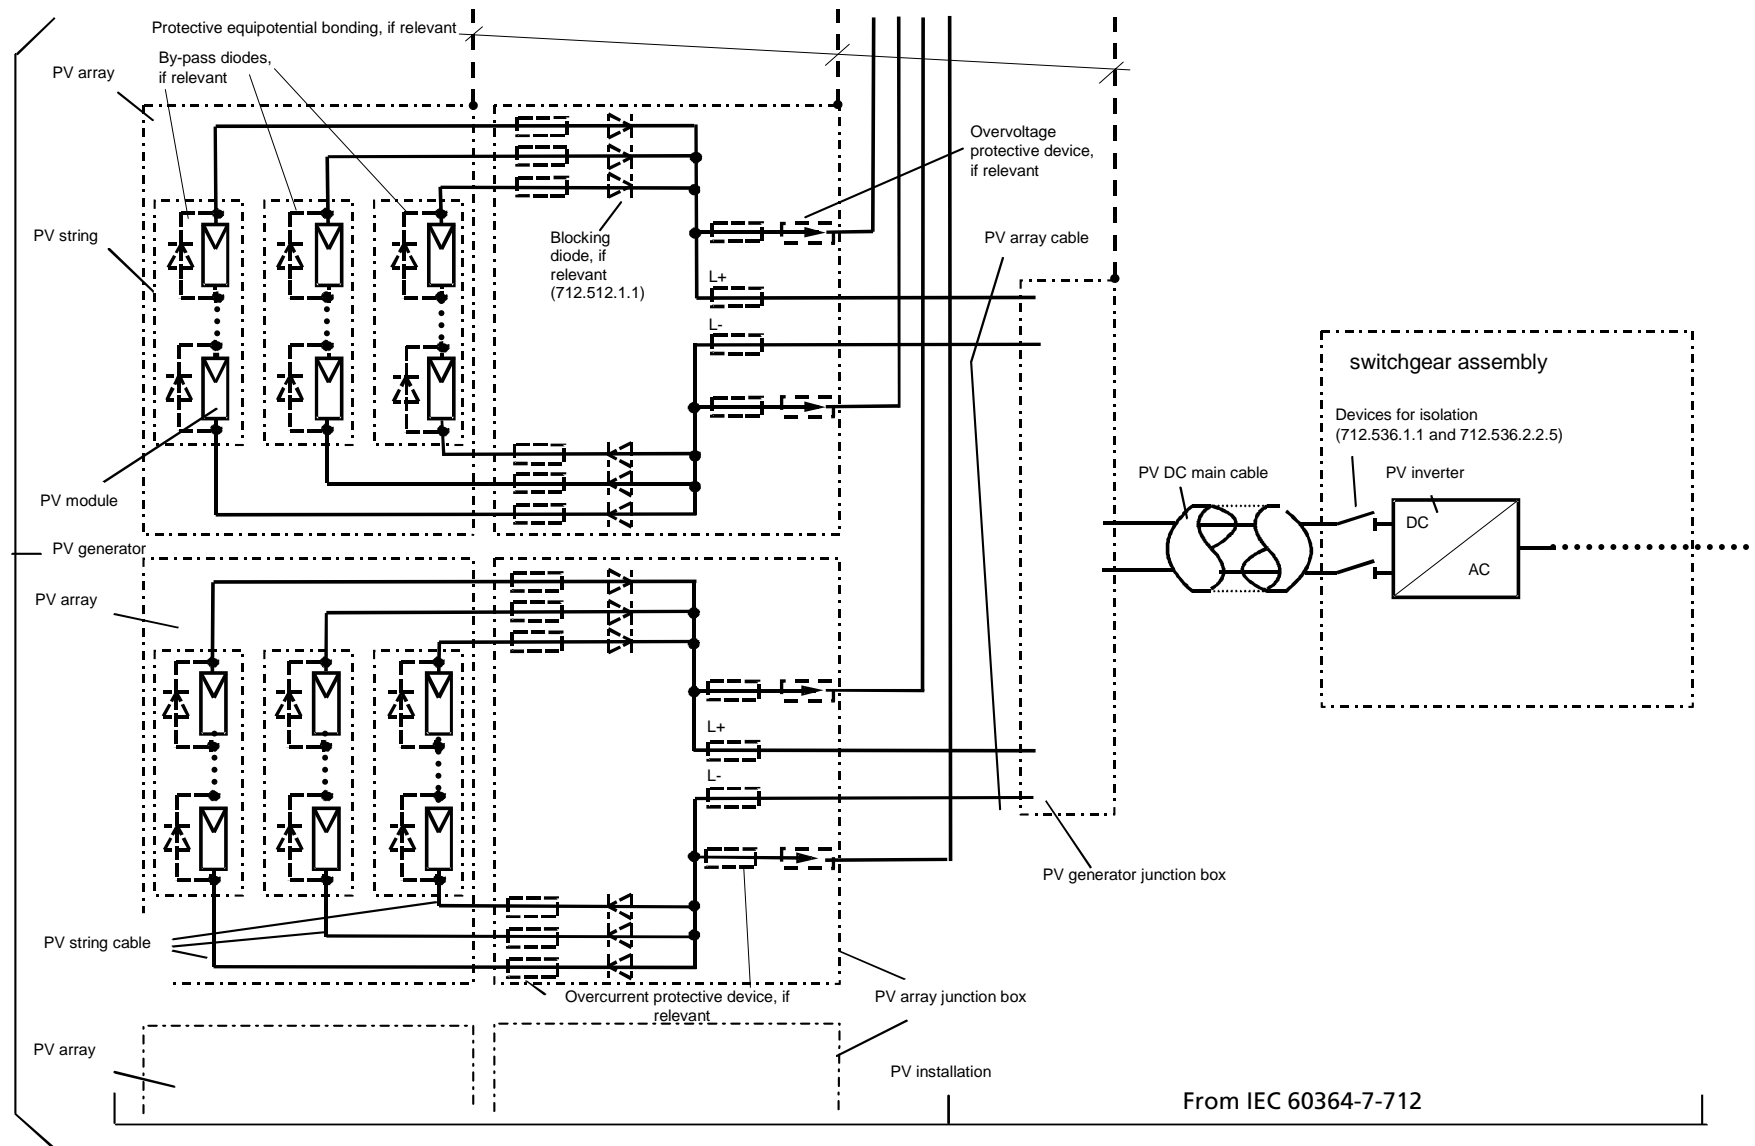 Protective equipotential bonding, if relevant
By-pass diodes,
if relevant
PV array
Overvoltage
protective device,
if relevant
PV string
Blocking
diode, if
relevant
(712.512.1.1)
PV array cable
L+
L-
switchgear assembly
Devices for isolation
(712.536.1.1 and 712.536.2.2.5)
PV DC main cable
PV inverter
PV module
DC
AC
PV generator
PV array
L+
L-
PV generator junction box
PV string cable
Overcurrent protective device, if
relevant
PV array junction box
PV array
PV installation
From IEC 60364-7-712